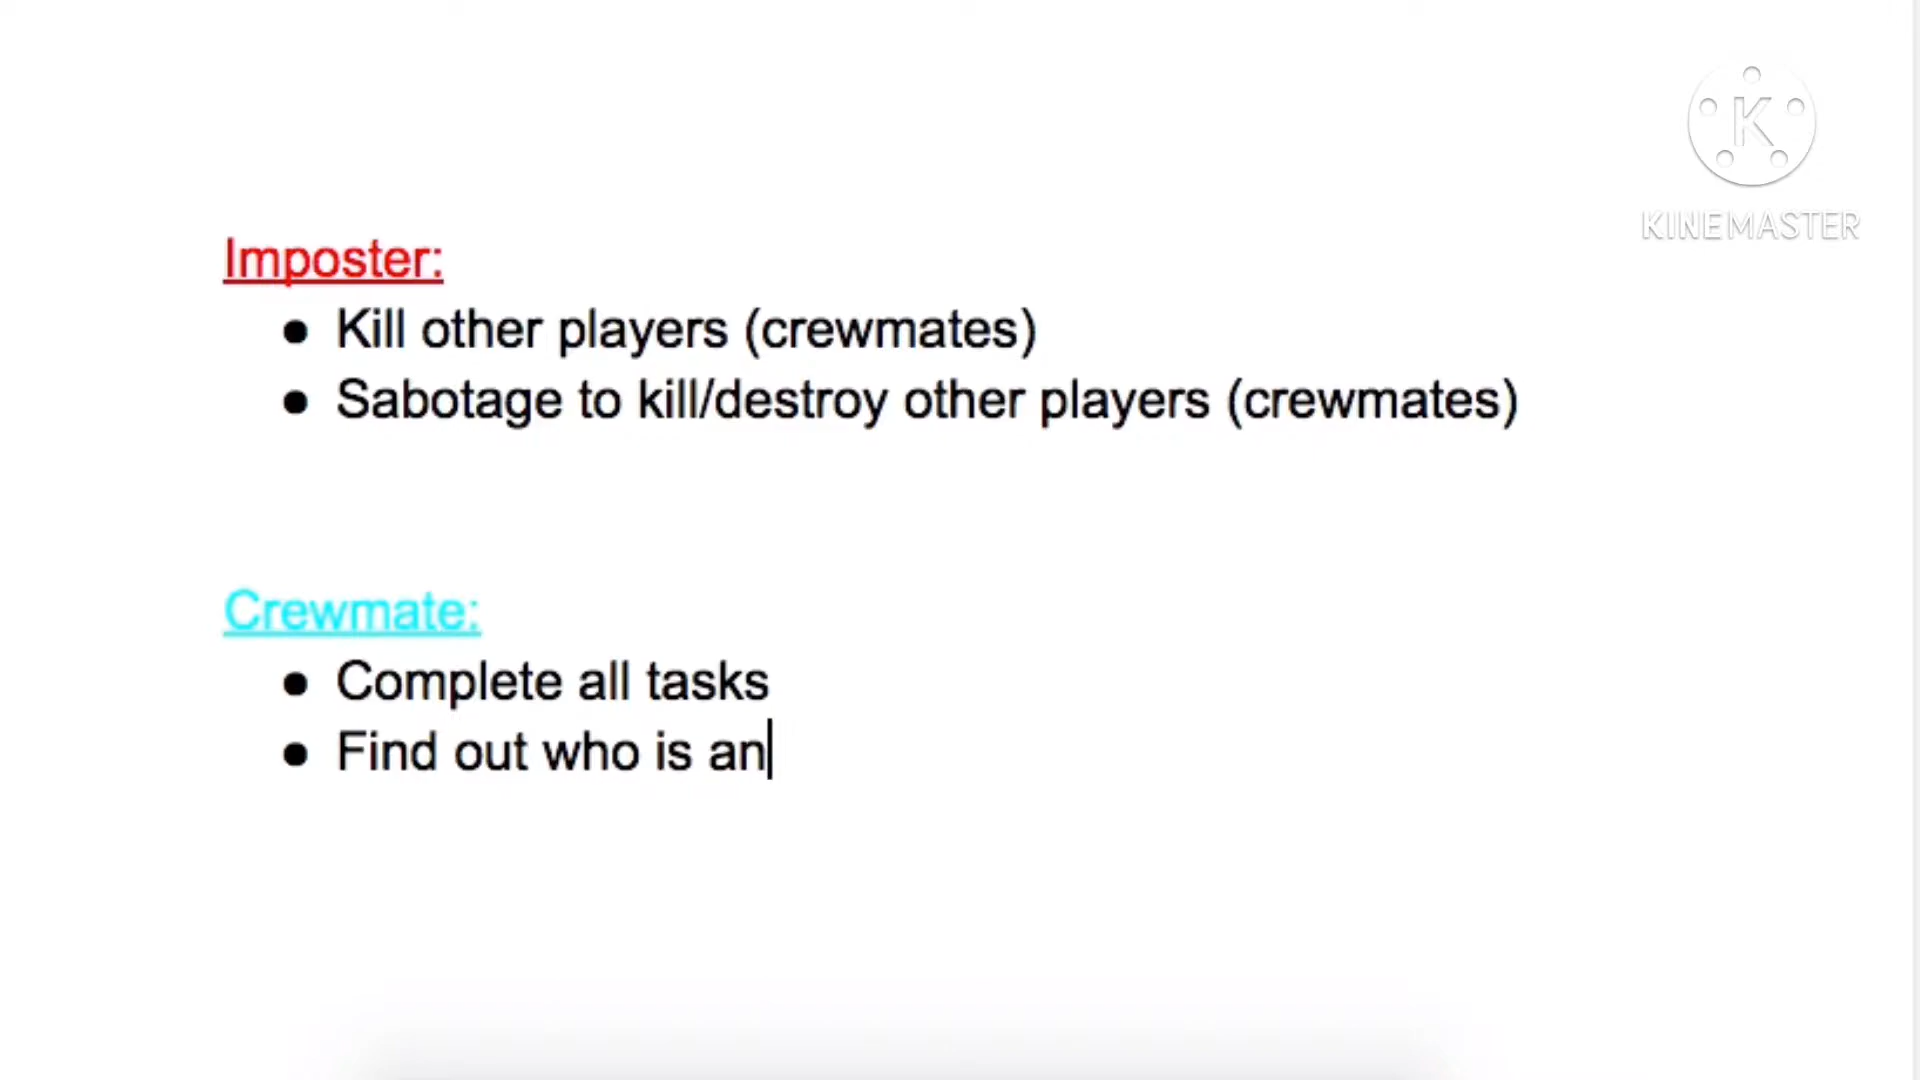 K
KINEMASTER
Imposter:
● Kill other players (crewmates)
● Sabotage to kill/destroy other players (crewmates)
Crewmate:
● Complete all tasks
● Find out who is an